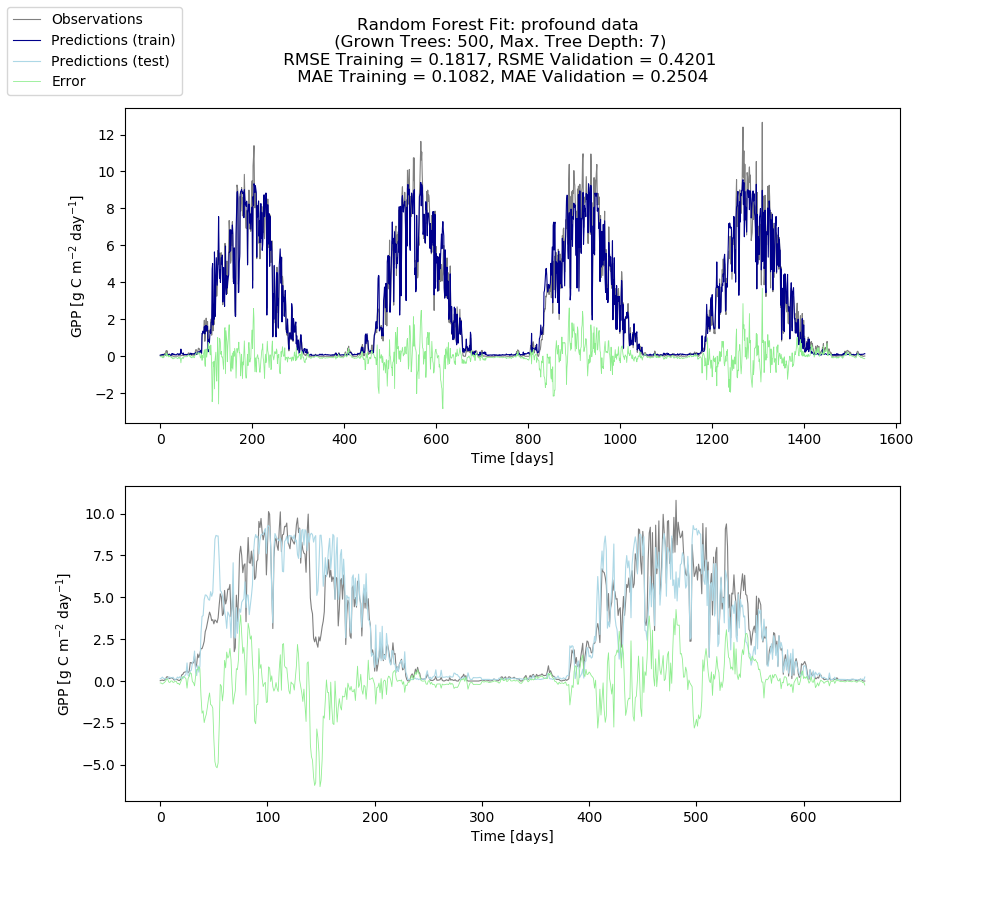 Observations
Predictions (train)
Predictions (test)
Error
Random Forest Fit: profound data
(Grown Trees: 500, Max. Tree Depth: 7)
RMSE Training = 0.1817, RSME Validation = 0.4201
MAE Training = 0.1082, MAE Validation = 0.2504
GPP [g C m⁻² day⁻¹]
12
10
8
6
4
2
0
−2
0 200 400 600 800 1000 1200 1400 1600
Time [days]
GPP [g C m⁻² day⁻¹]
10.0
7.5
5.0
2.5
0.0
−2.5
−5.0
0 100 200 300 400 500 600
Time [days]